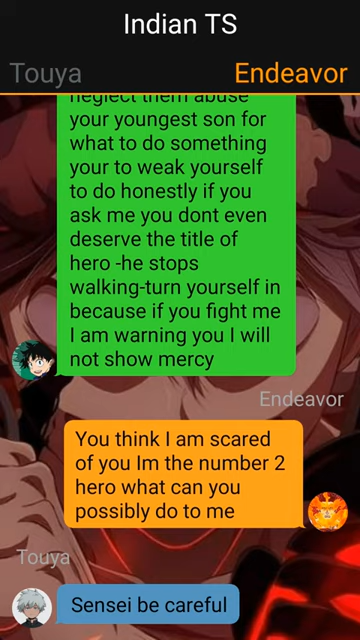 Indian TS
Touya Endeavor
neglect them abuse
your youngest son for
what to do something
your to weak yourself
to do honestly if you
ask me you dont even
deserve the title of
hero -he stops
walking-turn yourself in
because if you fight me
I am warning you I will
not show mercy
Endeavor
You think I am scared
of you Im the number 2
hero what can you
possibly do to me
Touya
Sensei be careful